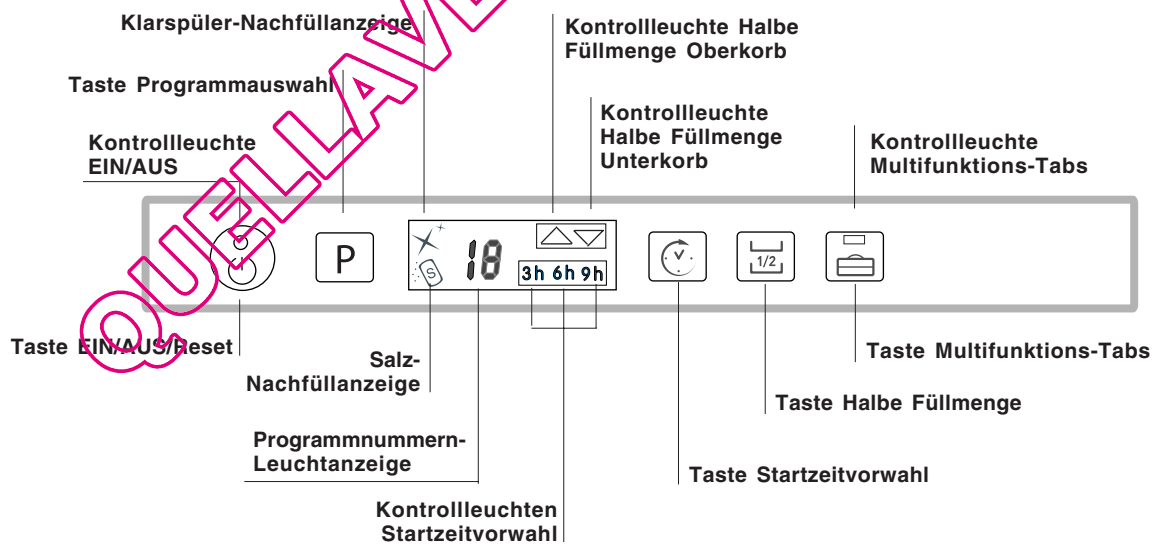 Klarspüler-Nachfüllanzeige
Kontrollleuchte Halbe
Füllmenge Oberkorb
Taste Programmauswahl
Kontrollleuchte
Halbe Füllmenge
Unterkorb
Kontrollleuchte
EIN/AUS
Kontrollleuchte
Multifunktions-Tabs
P
S
18
3h 6h 9h
1/2
Taste EIN/AUS/Reset
Salz-
Nachfüllanzeige
Taste Multifunktions-Tabs
Taste Halbe Füllmenge
Programmnummern-
Leuchtanzeige
Taste Startzeitvorwahl
Kontrollleuchten
Startzeitvorwahl
QUELLAVE